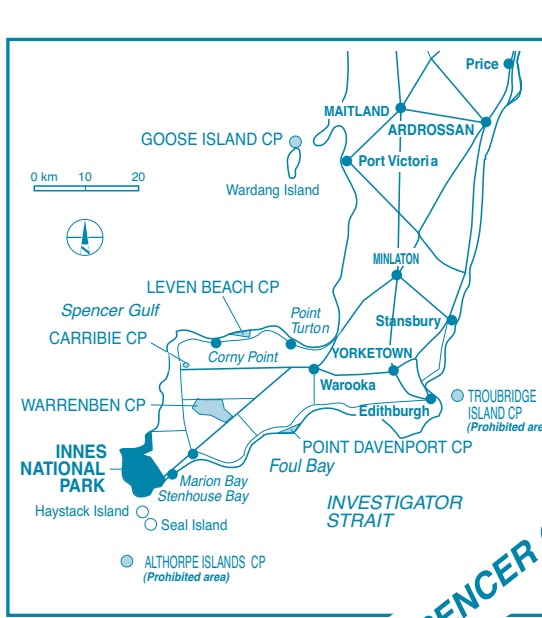 Price
MAITLAND
ARDROSSAN
GOOSE ISLAND CP
Port Victoria
0 km 10 20
Wardang Island
MINLATON
LEVEN BEACH CP
Spencer Gulf
Point
Turton
Stansbury
CARRIBIE CP
Corny Point
YORKETOWN
Warooka
TROUBRIDGE
ISLAND CP
(Prohibited
WARRENBEN CP
Edithburgh
POINT DAVENPORT CP
INNES
NATIONAL
PARK
Foul Bay
Marion Bay
Stenhouse Bay
INVESTIGATOR
STRAIT
Haystack Island
Seal Island
ALTHORPE ISLANDS CP
(Prohibited area)